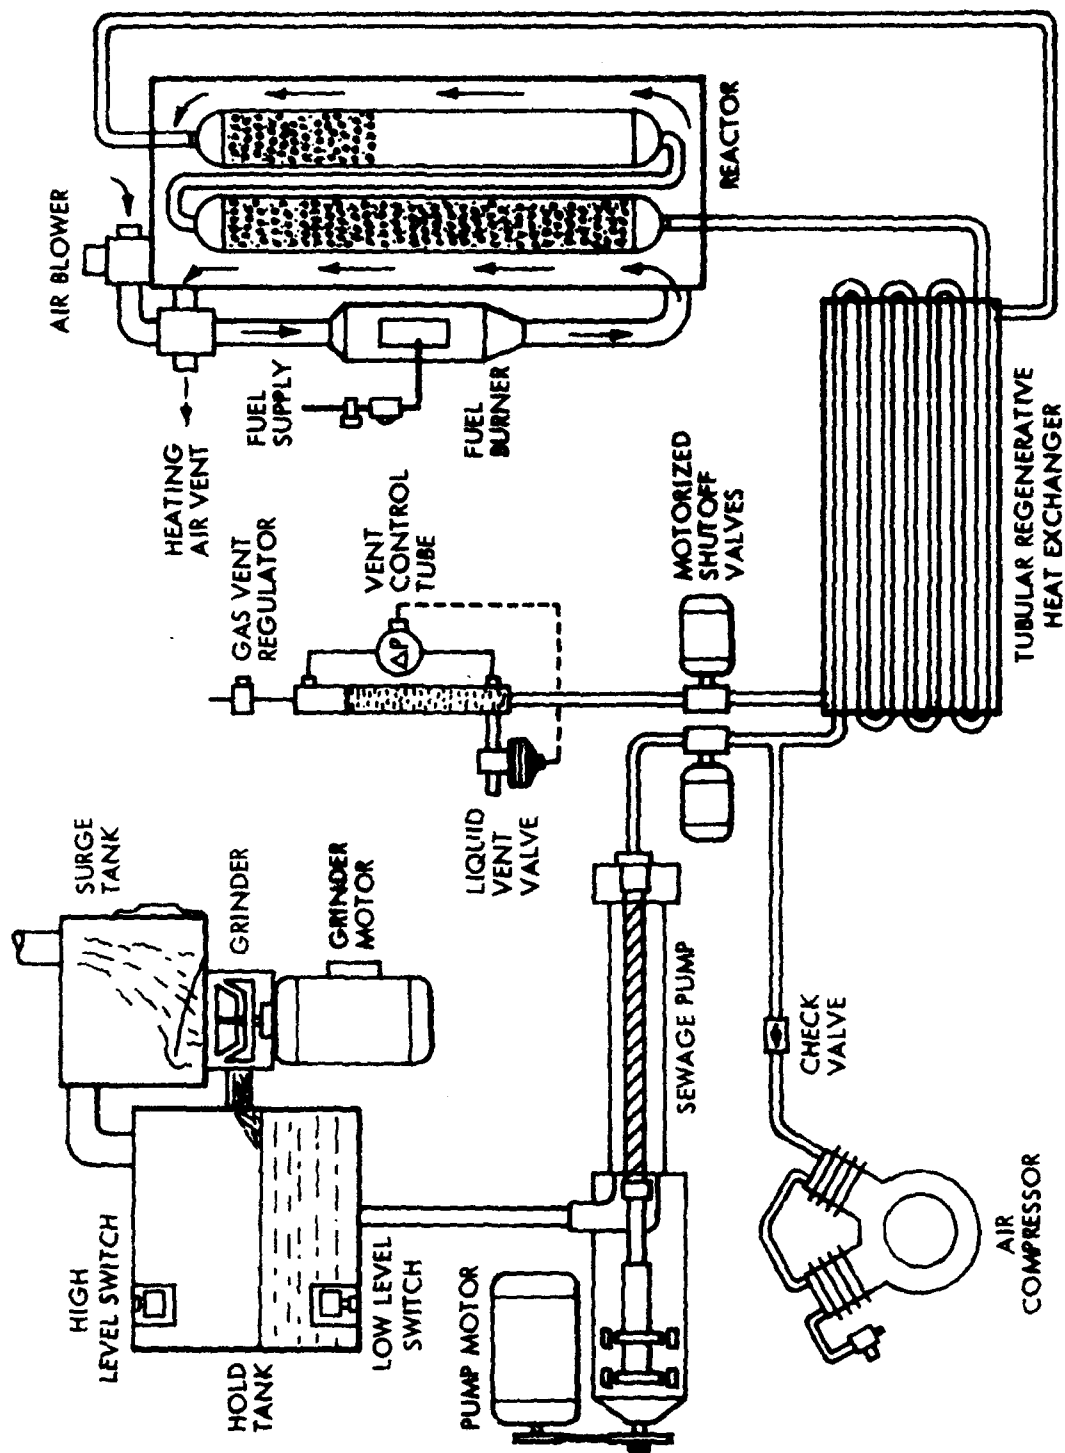 SURGE
TANK
GRINDER
GRINDER
MOTOR
HIGH
LEVEL SWITCH
HOLD
TANK
LOW LEVEL
SWITCH
PUMP MOTOR
SEWAGE PUMP
AIR
COMPRESSOR
CHECK
VALVE
LIQUID
VENT
VALVE
GAS VENT
REGULATOR
VENT
CONTROL
TUBE
ΔP
MOTORIZED
SHUTOFF
VALVES
TUBULAR REGENERATIVE
HEAT EXCHANGER
HEATING
AIR VENT
FUEL
SUPPLY
FUEL
BURNER
AIR BLOWER
REACTOR